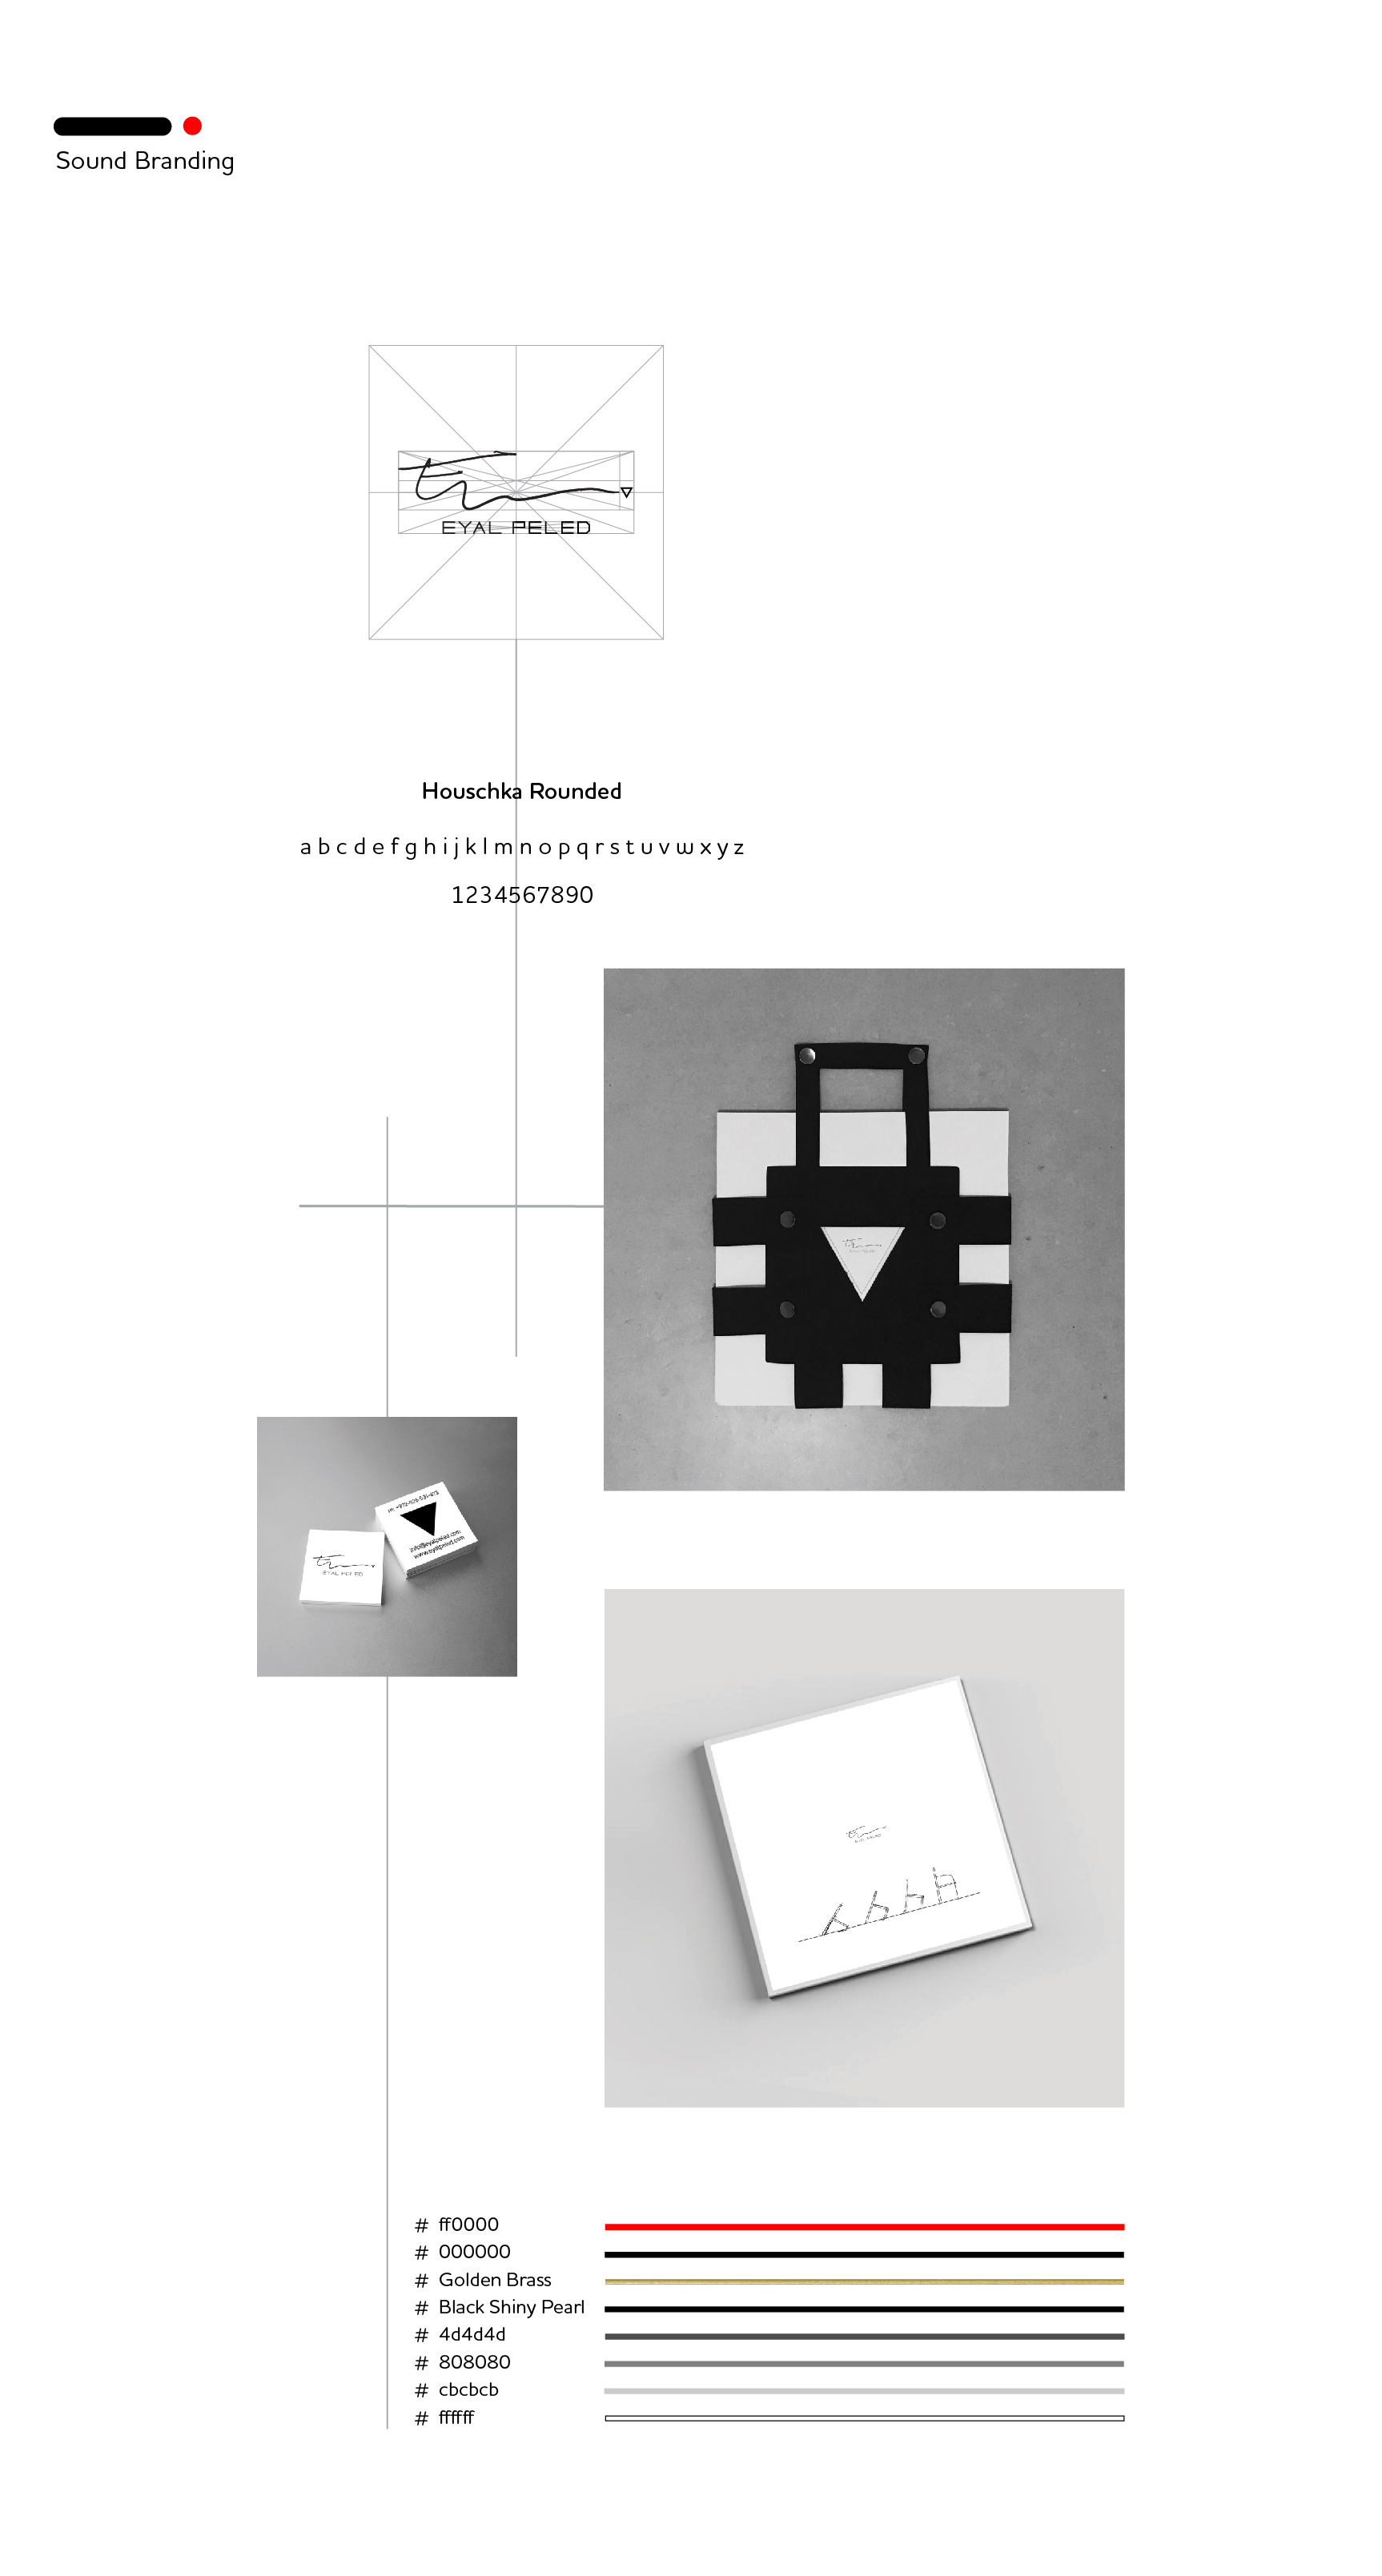 Sound Branding
EYAL PELED
Houschka Rounded
a b c d e f g h i j k l m n o p q r s t u v w x y z
1234567890
info@eyalpeled.com
www.eyalpeled.com
EYAL PELED
# ff0000
# 000000
# Golden Brass
# Black Shiny Pearl
# 4d4d4d
# 808080
# cbcbcb
# ffffff